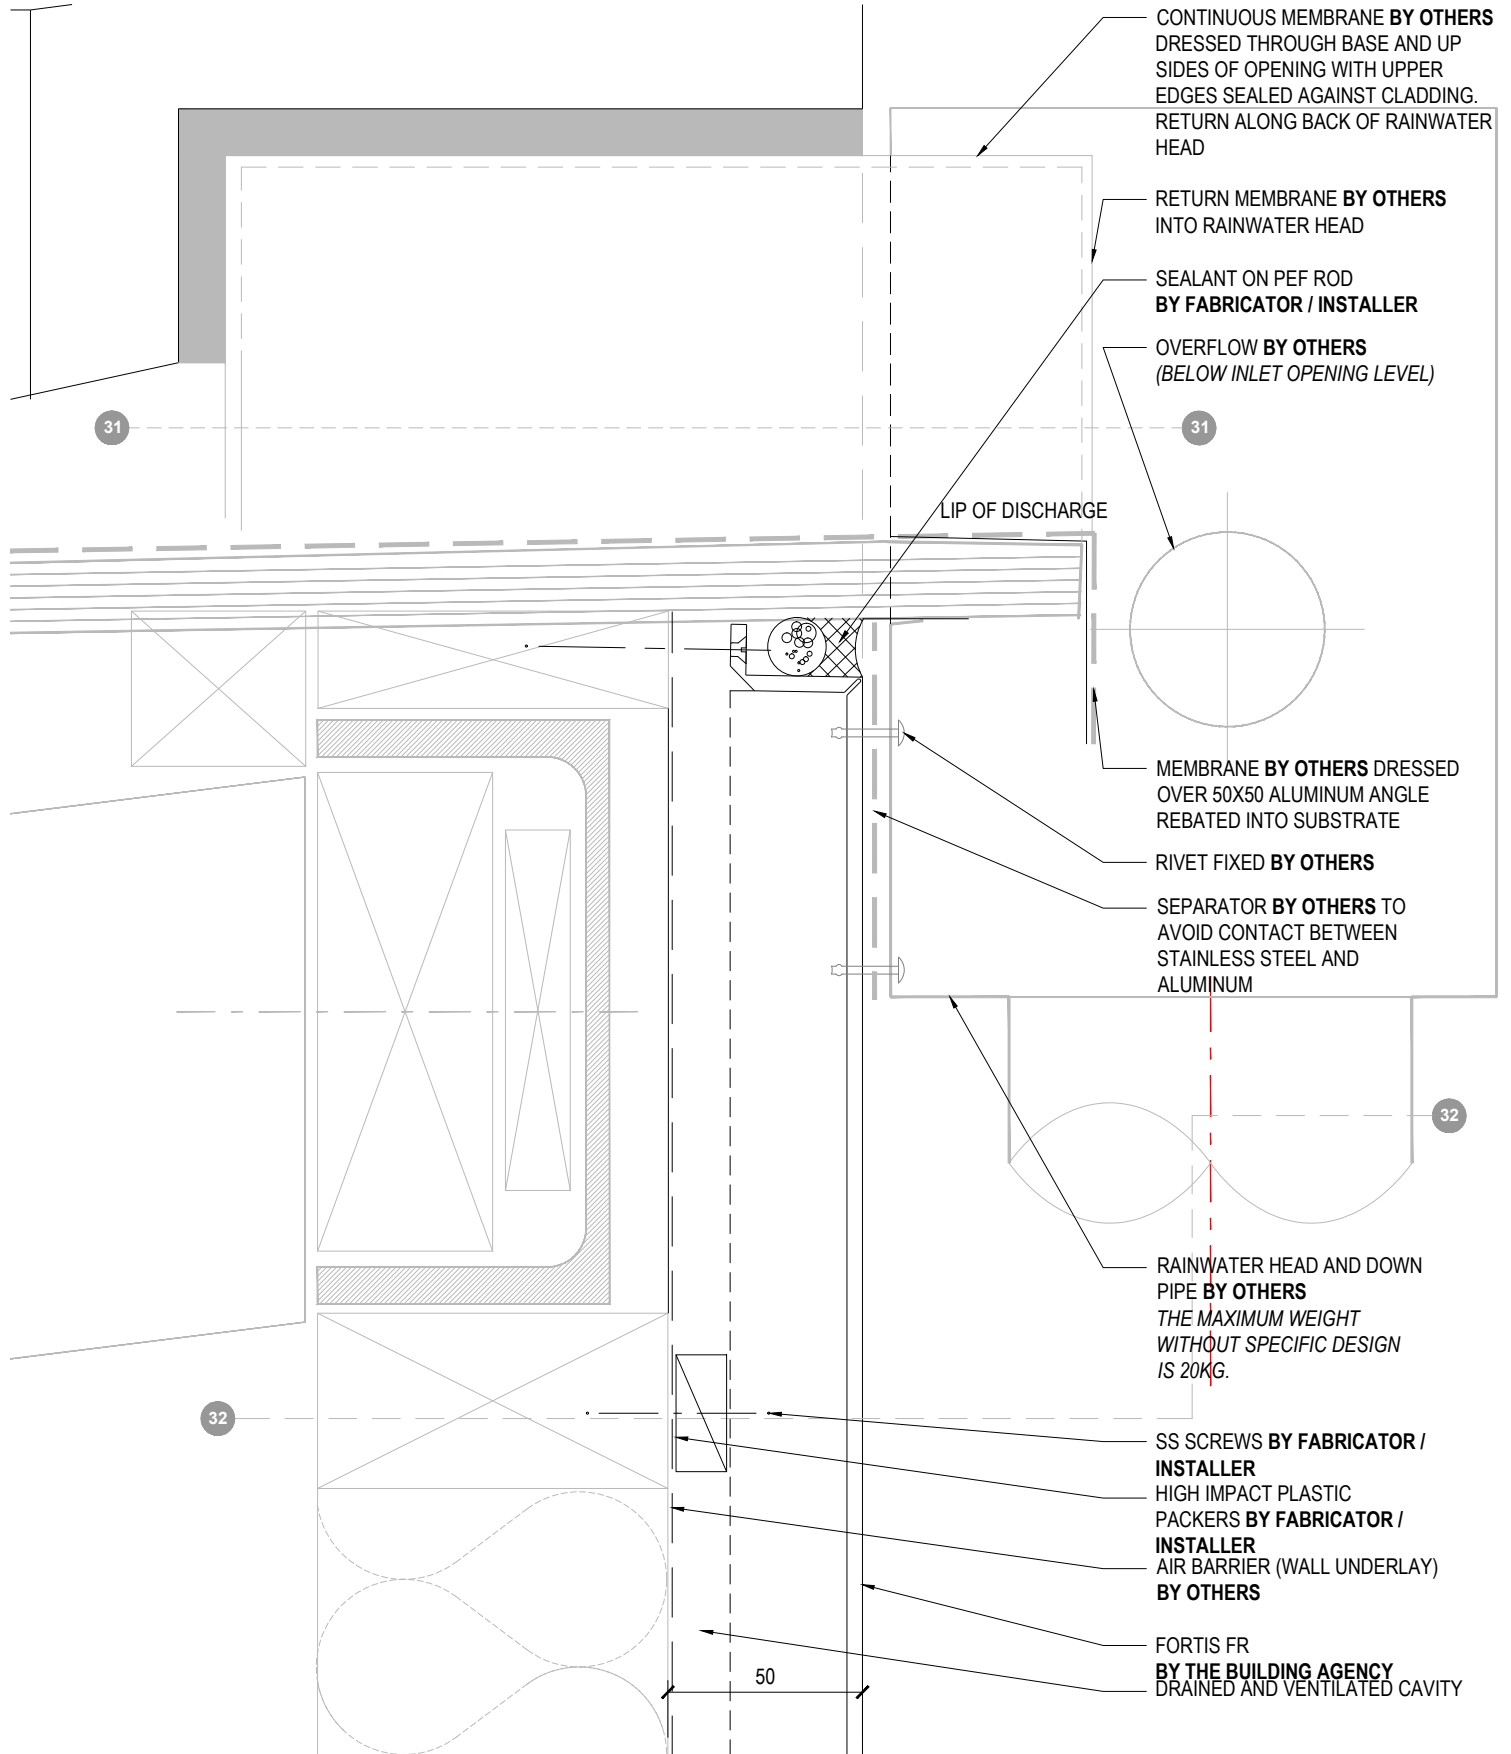 CONTINUOUS MEMBRANE BY OTHERS
DRESSED THROUGH BASE AND UP
SIDES OF OPENING WITH UPPER
EDGES SEALED AGAINST CLADDING.
RETURN ALONG BACK OF RAINWATER
HEAD
RETURN MEMBRANE BY OTHERS
INTO RAINWATER HEAD
SEALANT ON PEF ROD
BY FABRICATOR / INSTALLER
OVERFLOW BY OTHERS
(BELOW INLET OPENING LEVEL)
31
31
LIP OF DISCHARGE
MEMBRANE BY OTHERS DRESSED
OVER 50X50 ALUMINUM ANGLE
REBATED INTO SUBSTRATE
RIVET FIXED BY OTHERS
SEPARATOR BY OTHERS TO
AVOID CONTACT BETWEEN
STAINLESS STEEL AND
ALUMINUM
32
RAINWATER HEAD AND DOWN
PIPE BY OTHERS
THE MAXIMUM WEIGHT
WITHOUT SPECIFIC DESIGN
IS 20KG.
32
SS SCREWS BY FABRICATOR /
INSTALLER
HIGH IMPACT PLASTIC
PACKERS BY FABRICATOR /
INSTALLER
AIR BARRIER (WALL UNDERLAY)
BY OTHERS
FORTIS FR
BY THE BUILDING AGENCY
DRAINED AND VENTILATED CAVITY
50